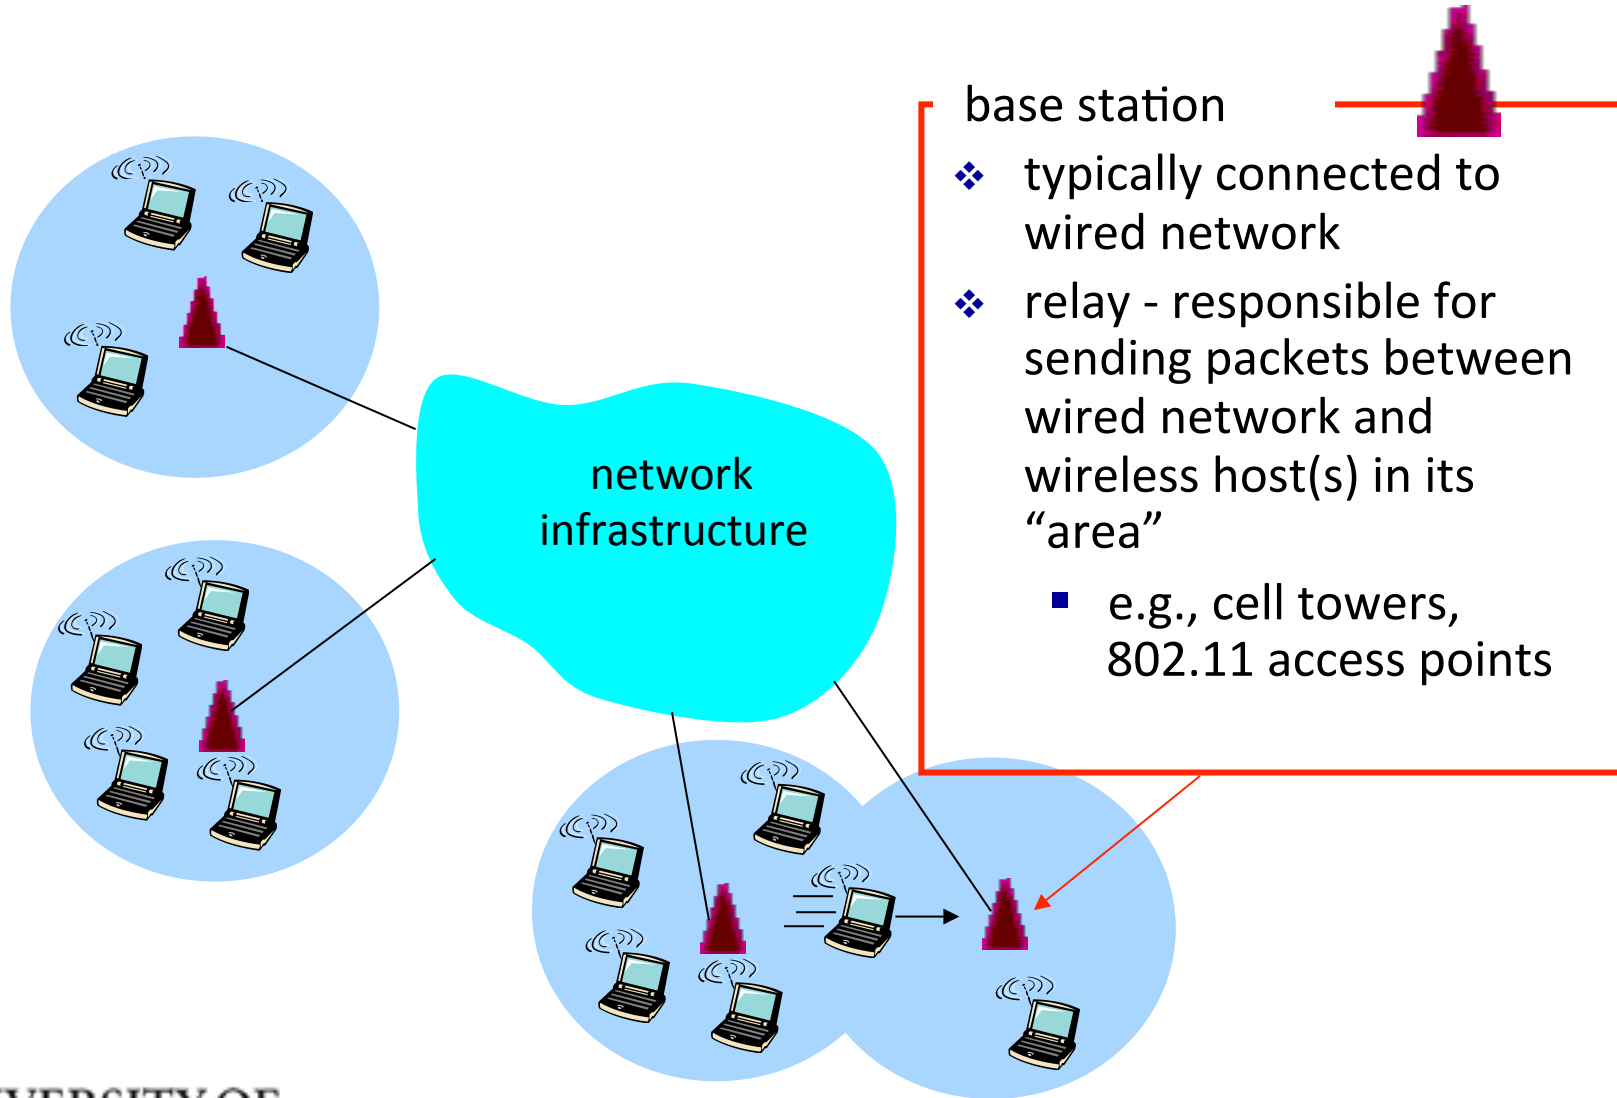 base station
typically connected to
wired network
relay - responsible for
sending packets between
wired network and
wireless host(s) in its
“area”
e.g., cell towers,
802.11 access points
network
infrastructure